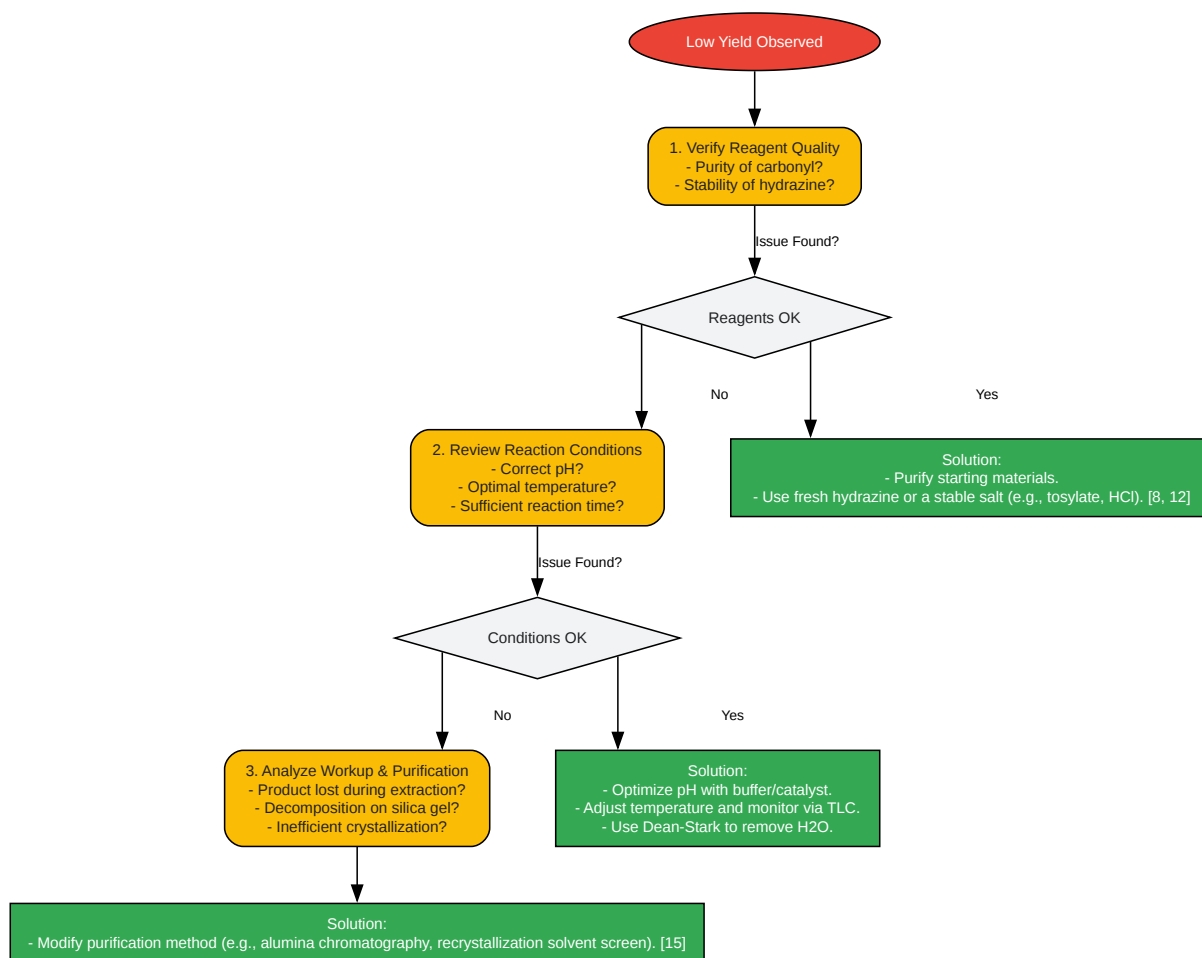 Low Yield Observed
1. Verify Reagent Quality
- Purity of carbonyl?
- Stability of hydrazine?
Issue Found?
Reagents OK
No
Yes
2. Review Reaction Conditions
- Correct pH?
- Optimal temperature?
- Sufficient reaction time?
Solution:
- Purify starting materials.
- Use fresh hydrazine or a stable salt (e.g., tosylate, HCl). [8, 12]
Issue Found?
Conditions OK
No
Yes
3. Analyze Workup & Purification
- Product lost during extraction?
- Decomposition on silica gel?
- Inefficient crystallization?
Solution:
- Optimize pH with buffer/catalyst.
- Adjust temperature and monitor via TLC.
- Use Dean-Stark to remove H2O.
Solution:
- Modify purification method (e.g., alumina chromatography, recrystallization solvent screen). [15]